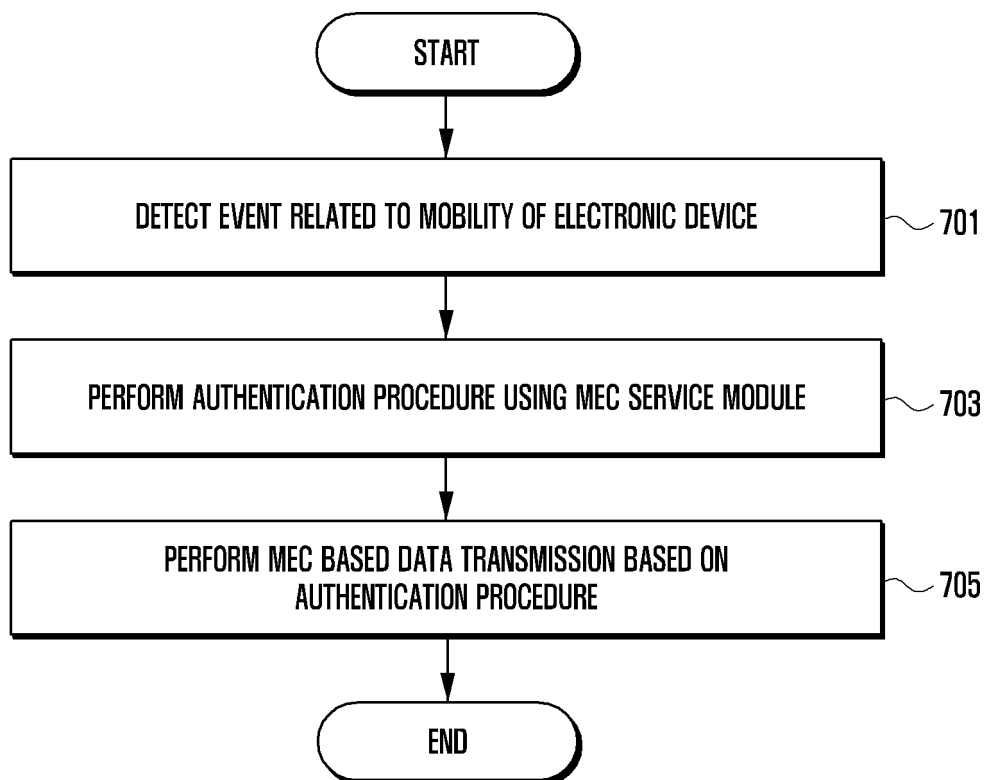 START
DETECT EVENT RELATED TO MOBILITY OF ELECTRONIC DEVICE
701
PERFORM AUTHENTICATION PROCEDURE USING MEC SERVICE MODULE
703
PERFORM MEC BASED DATA TRANSMISSION BASED ON
AUTHENTICATION PROCEDURE
705
END